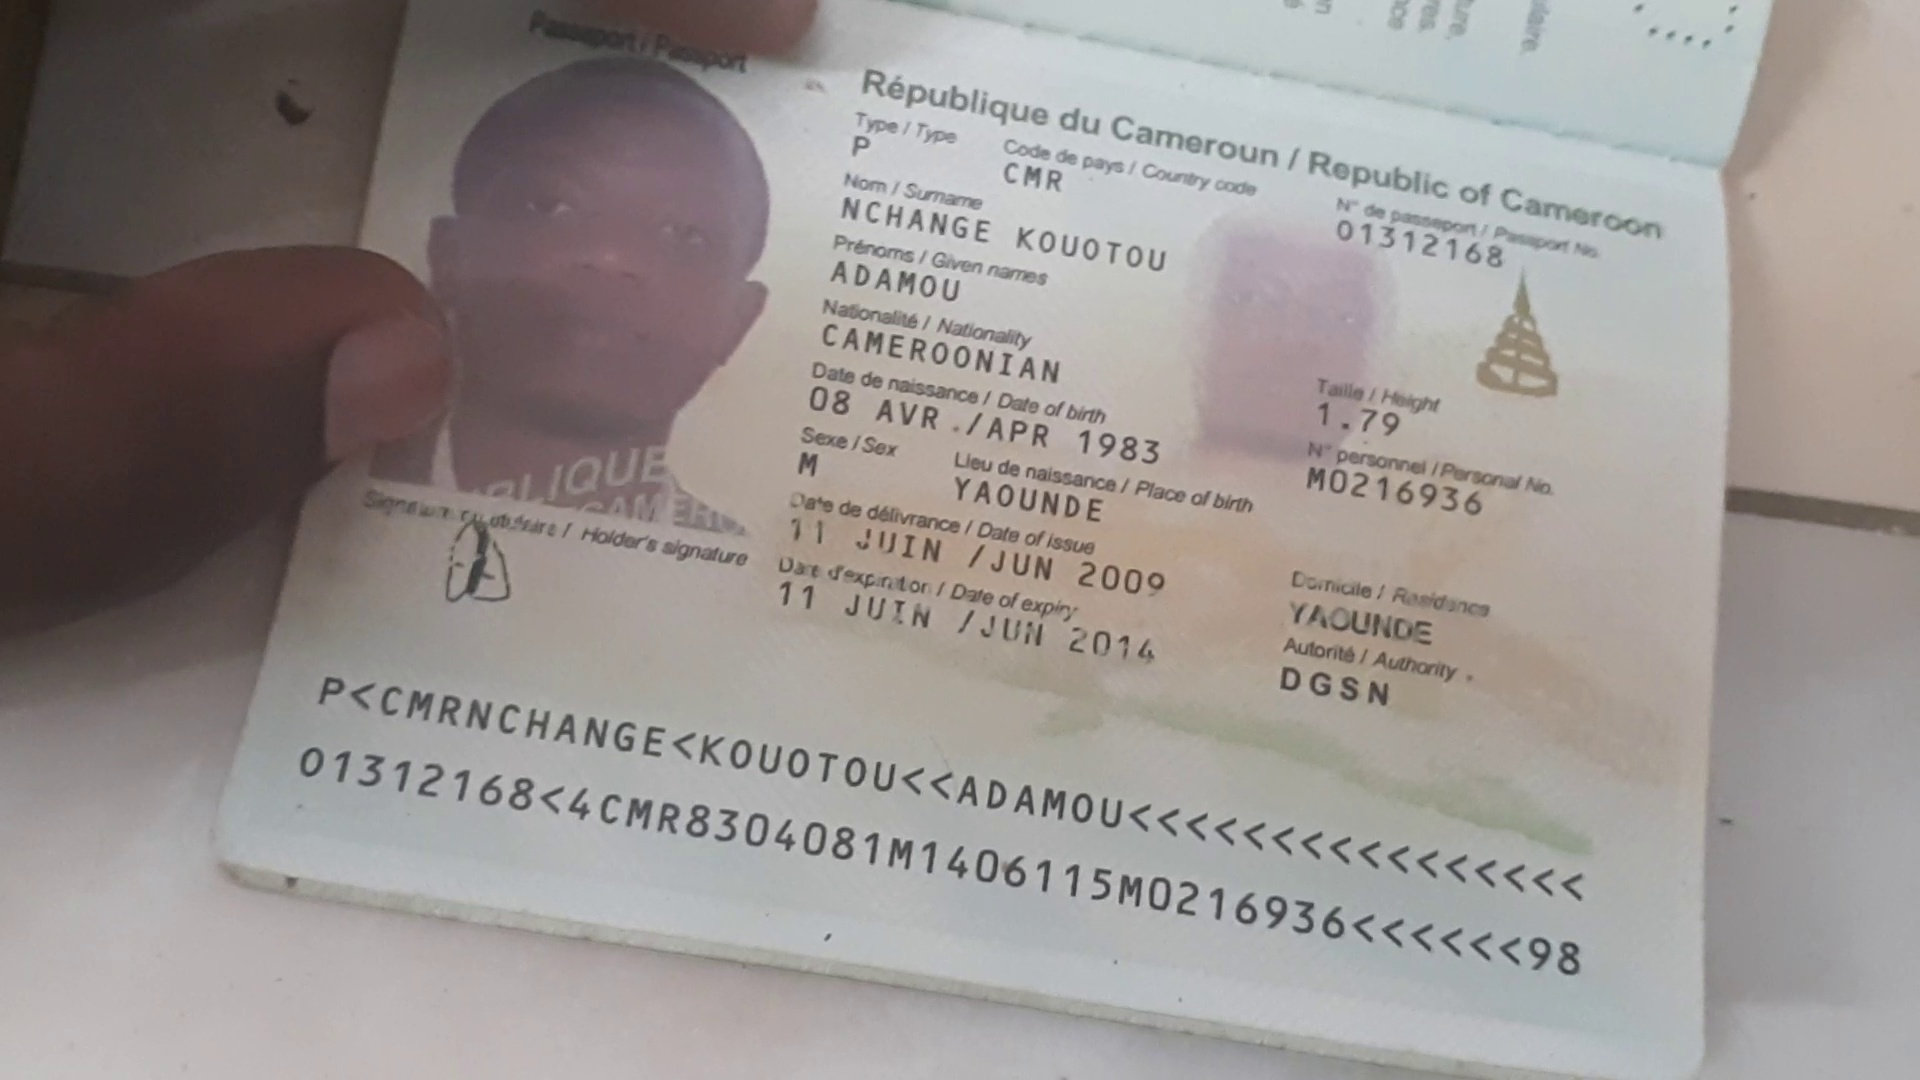 Passeport / Passport
République du Cameroun / Republic of Cameroon
Type / Type
P
Code de pays / Country code
CMR
N° de passeport / Passport No.
01312168
Nom / Surname
NCHANGE KOUOTOU
Prénoms / Given names
ADAMOU
Nationalité / Nationality
CAMEROONIAN
Date de naissance / Date of birth
08 AVR ./APR 1983
Taille / Height
1.79
Sexe / Sex
M
Lieu de naissance / Place of birth
YAOUNDE
N° personnel / Personal No.
M0216936
Date de délivrance / Date of issue
11 JUIN /JUN 2009
Date d'expiration / Date of expiry
11 JUIN /JUN 2014
Domicile / Residence
YAOUNDE
Autorité / Authority
DGSN
Holder's signature
P<CMRNCHANGE<KOUOTOU<<ADAMOU<<<<<<<<<<<<<<<<
01312168<4CMR8304081M1406115M0216936<<<<<<98